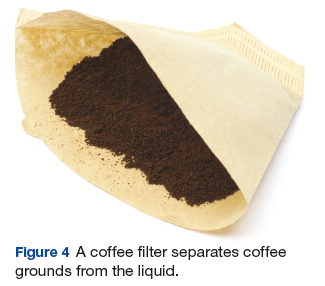 Figure 4 A coffee filter separates coffee
grounds from the liquid.